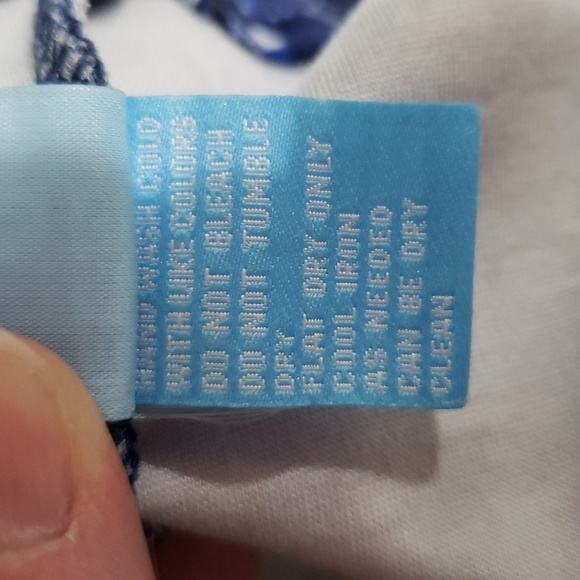 HAND WASH COLD
WITH LIKE COLORS
DO NOT BLEACH
DO NOT TUMBLE
DRY
FLAT DRY ONLY
COOL IRON
AS NEEDED
CAN BE DRY
CLEAN